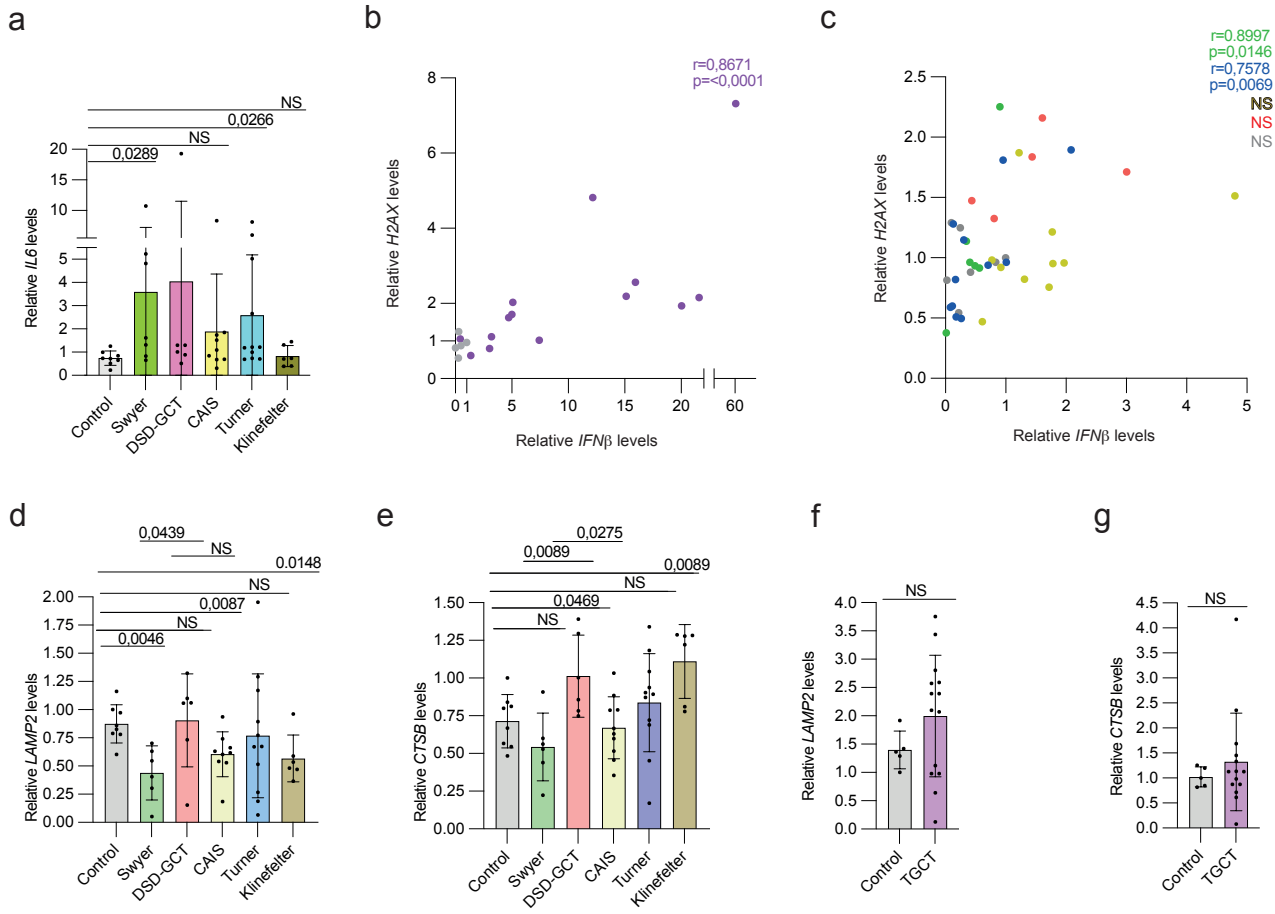 a
NS
0,0266
NS
0,0289
20
15
10
5
4
3
2
1
0
Relative IL6 levels
Control
Swyer
DSD-GCT
CAIS
Turner
Klinefelter
b
r=0,8671
p=<0,0001
8
6
4
2
0
Relative H2AX levels
0 1 5 10 15 20 60
Relative IFNβ levels
c
r=0.8997
p=0,0146
r=0,7578
p=0,0069
NS
NS
NS
2.5
2.0
1.5
1.0
0.5
0.0
Relative H2AX levels
0 1 2 3 4 5
Relative IFNβ levels
d
0,0439
NS
0.0148
NS
0,0087
NS
0,0046
2.00
1.75
1.50
1.25
1.00
0.75
0.50
0.25
0.00
Relative LAMP2 levels
Control
Swyer
DSD-GCT
CAIS
Turner
Klinefelter
e
0,0275
0,0089
0,0089
NS
0,0469
NS
1.50
1.25
1.00
0.75
0.50
0.25
0.00
Relative CTSB levels
Control
Swyer
DSD-GCT
CAIS
Turner
Klinefelter
f
NS
4.0
3.5
3.0
2.5
2.0
1.5
1.0
0.5
0.0
Relative LAMP2 levels
Control
TGCT
g
NS
4.5
4.0
3.5
3.0
2.5
2.0
1.5
1.0
0.5
0.0
Relative CTSB levels
Control
TGCT